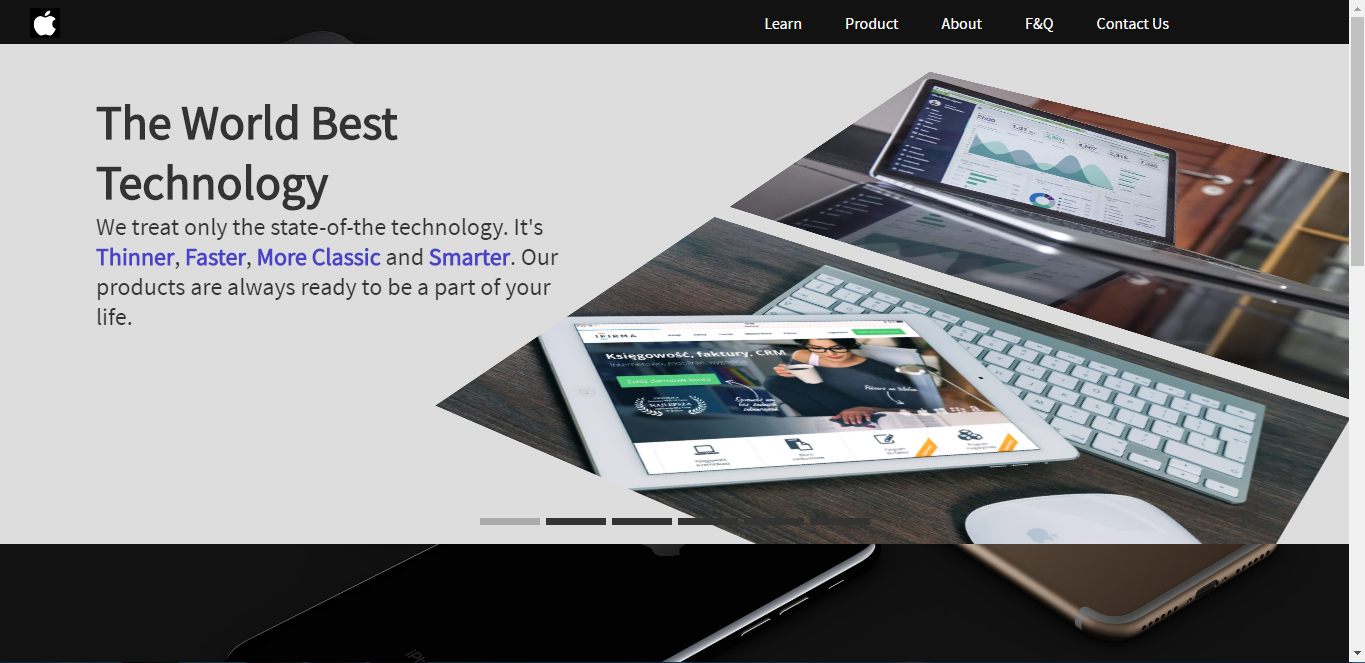 Learn Product About F&Q Contact Us
The World Best
Technology
We treat only the state-of-the technology. It's
Thinner, Faster, More Classic and Smarter. Our
products are always ready to be a part of your
life.
IFIRMA
Księgowość, faktury, CRM